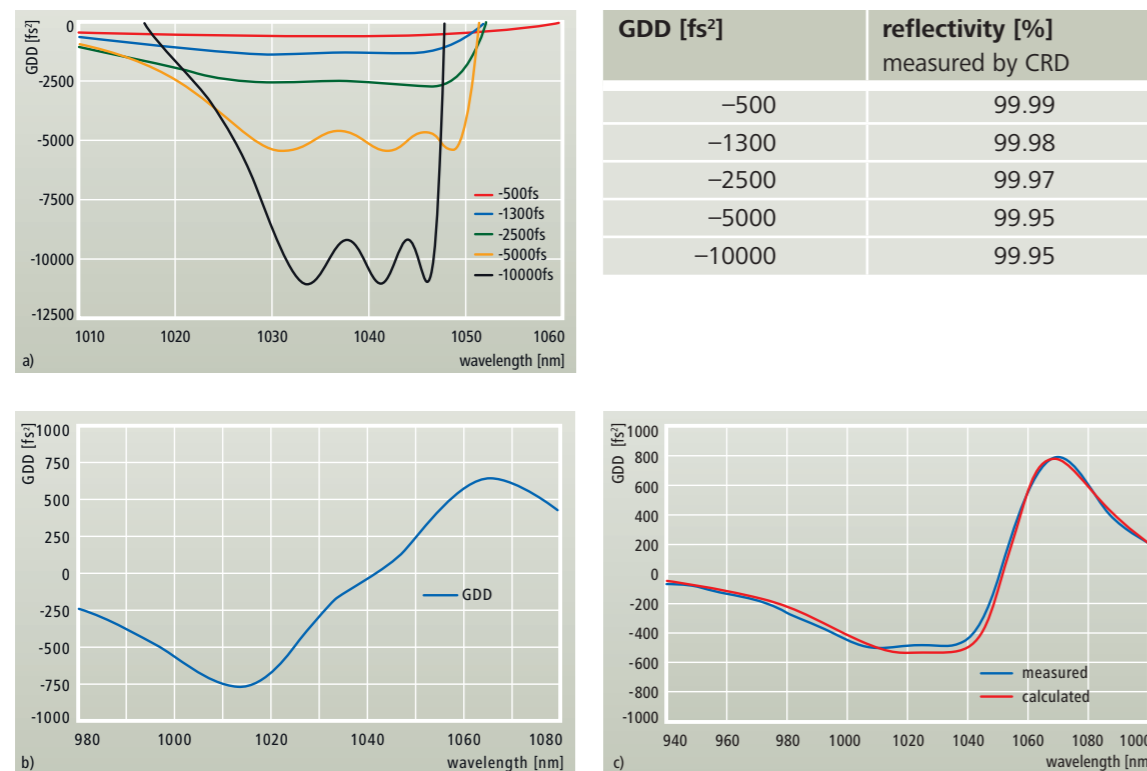 GDD [fs²]
0
-2500
-5000
-7500
-10000
-12500
-500fs
-1300fs
-2500fs
-5000fs
-10000fs
1010 1020 1030 1040 1050 1060
a) wavelength [nm]
GDD [fs²] reflectivity [%]
measured by CRD
−500 99.99
−1300 99.98
−2500 99.97
−5000 99.95
−10000 99.95
GDD [fs²]
1000
750
500
250
0
-250
-500
-750
-1000
GDD
980 1000 1020 1040 1060 1080
b) wavelength [nm]
GDD [fs²]
1000
800
600
400
200
0
-200
-400
-600
-800
-1000
measured
calculated
940 960 980 1000 1020 1040 1060 1080 1000
c) wavelength [nm]